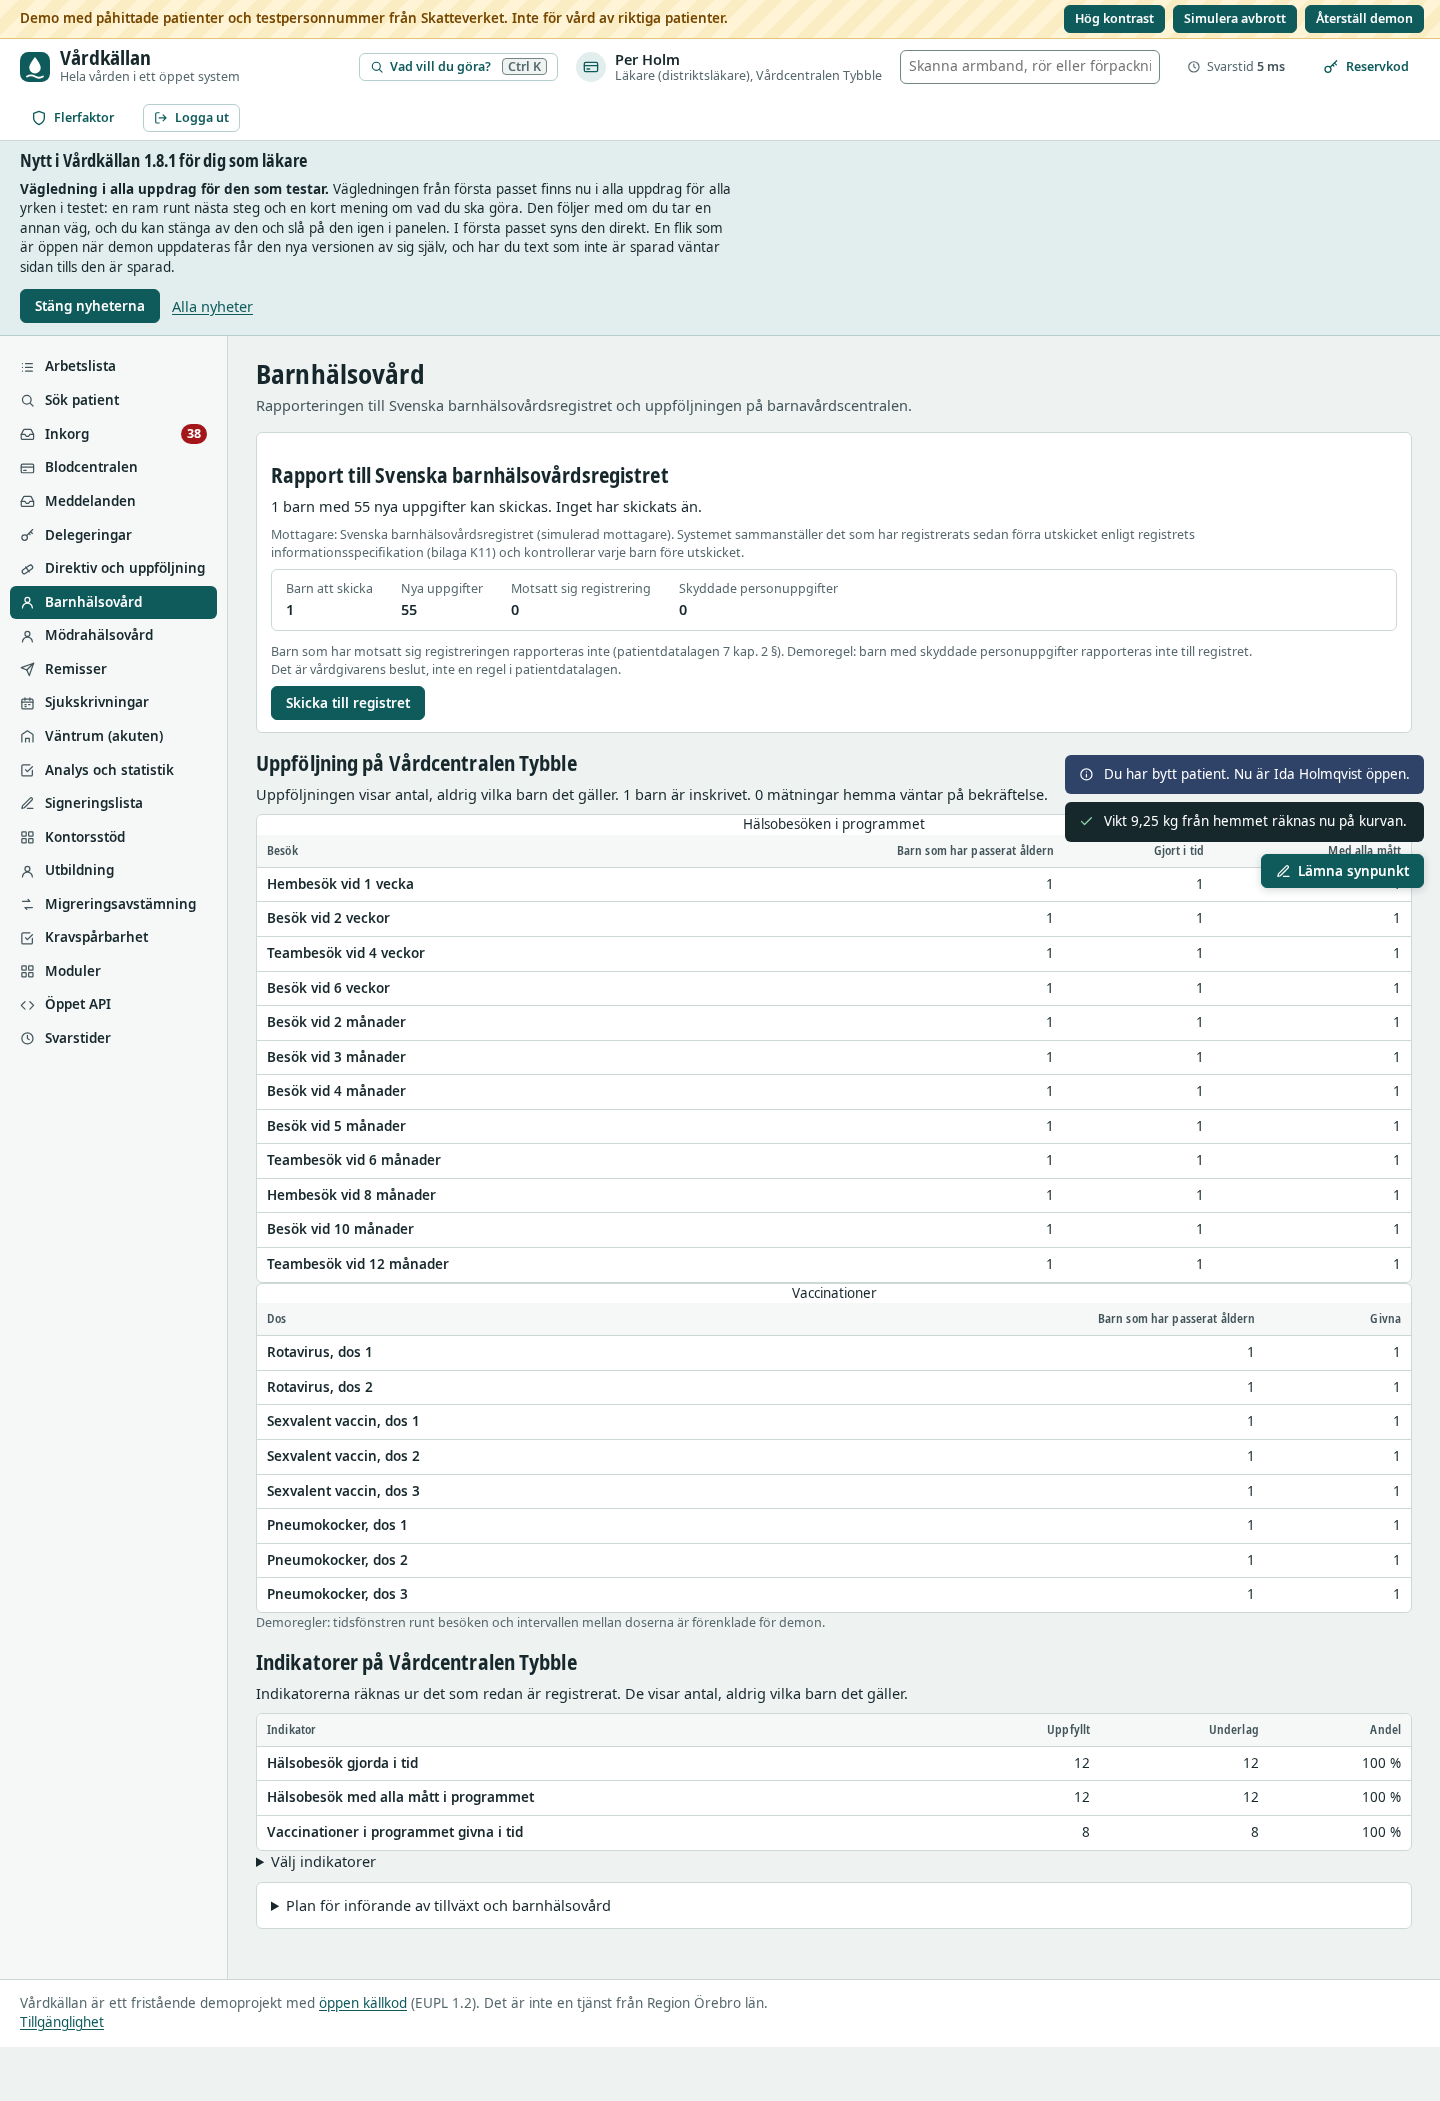 Demo med påhittade patienter och testpersonnummer från Skatteverket. Inte för vård av riktiga patienter.
Hög kontrast
Simulera avbrott
Återställ demon
Vårdkällan
Hela vården i ett öppet system
Vad vill du göra? Ctrl K
Per Holm
Läkare (distriktsläkare), Vårdcentralen Tybble
Skanna armband, rör eller förpackni
Svarstid 5 ms
Reservkod
Flerfaktor
Logga ut
Nytt i Vårdkällan 1.8.1 för dig som läkare
Vägledning i alla uppdrag för den som testar. Vägledningen från första passet finns nu i alla uppdrag för alla
yrken i testet: en ram runt nästa steg och en kort mening om vad du ska göra. Den följer med om du tar en
annan väg, och du kan stänga av den och slå på den igen i panelen. I första passet syns den direkt. En flik som
är öppen när demon uppdateras får den nya versionen av sig själv, och har du text som inte är sparad väntar
sidan tills den är sparad.
Stäng nyheterna
Alla nyheter
Arbetslista
Sök patient
Inkorg 38
Blodcentralen
Meddelanden
Delegeringar
Direktiv och uppföljning
Barnhälsovård
Mödrahälsovård
Remisser
Sjukskrivningar
Väntrum (akuten)
Analys och statistik
Signeringslista
Kontorsstöd
Utbildning
Migreringsavstämning
Kravspårbarhet
Moduler
Öppet API
Svarstider
Barnhälsovård
Rapporteringen till Svenska barnhälsovårdsregistret och uppföljningen på barnavårdscentralen.
Rapport till Svenska barnhälsovårdsregistret
1 barn med 55 nya uppgifter kan skickas. Inget har skickats än.
Mottagare: Svenska barnhälsovårdsregistret (simulerad mottagare). Systemet sammanställer det som har registrerats sedan förra utskicket enligt registrets
informationsspecifikation (bilaga K11) och kontrollerar varje barn före utskicket.
Barn att skicka Nya uppgifter Motsatt sig registrering Skyddade personuppgifter
1 55 0 0
Barn som har motsatt sig registreringen rapporteras inte (patientdatalagen 7 kap. 2 §). Demoregel: barn med skyddade personuppgifter rapporteras inte till registret.
Det är vårdgivarens beslut, inte en regel i patientdatalagen.
Skicka till registret
Uppföljning på Vårdcentralen Tybble
Uppföljningen visar antal, aldrig vilka barn det gäller. 1 barn är inskrivet. 0 mätningar hemma väntar på bekräftelse.
Du har bytt patient. Nu är Ida Holmqvist öppen.
Vikt 9,25 kg från hemmet räknas nu på kurvan.
Lämna synpunkt
Hälsobesöken i programmet
Besök Barn som har passerat åldern Gjort i tid Med alla mått
Hembesök vid 1 vecka 1 1
Besök vid 2 veckor 1 1 1
Teambesök vid 4 veckor 1 1 1
Besök vid 6 veckor 1 1 1
Besök vid 2 månader 1 1 1
Besök vid 3 månader 1 1 1
Besök vid 4 månader 1 1 1
Besök vid 5 månader 1 1 1
Teambesök vid 6 månader 1 1 1
Hembesök vid 8 månader 1 1 1
Besök vid 10 månader 1 1 1
Teambesök vid 12 månader 1 1 1
Vaccinationer
Dos Barn som har passerat åldern Givna
Rotavirus, dos 1 1 1
Rotavirus, dos 2 1 1
Sexvalent vaccin, dos 1 1 1
Sexvalent vaccin, dos 2 1 1
Sexvalent vaccin, dos 3 1 1
Pneumokocker, dos 1 1 1
Pneumokocker, dos 2 1 1
Pneumokocker, dos 3 1 1
Demoregler: tidsfönstren runt besöken och intervallen mellan doserna är förenklade för demon.
Indikatorer på Vårdcentralen Tybble
Indikatorerna räknas ur det som redan är registrerat. De visar antal, aldrig vilka barn det gäller.
Indikator Uppfyllt Underlag Andel
Hälsobesök gjorda i tid 12 12 100 %
Hälsobesök med alla mått i programmet 12 12 100 %
Vaccinationer i programmet givna i tid 8 8 100 %
Välj indikatorer
Plan för införande av tillväxt och barnhälsovård
Vårdkällan är ett fristående demoprojekt med öppen källkod (EUPL 1.2). Det är inte en tjänst från Region Örebro län.
Tillgänglighet